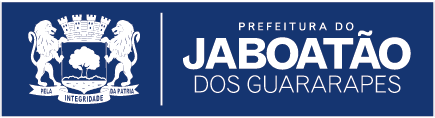 PREFEITURA DO
JABOATÃO
DOS GUARARAPES
PELA INTEGRIDADE DA PATRIA